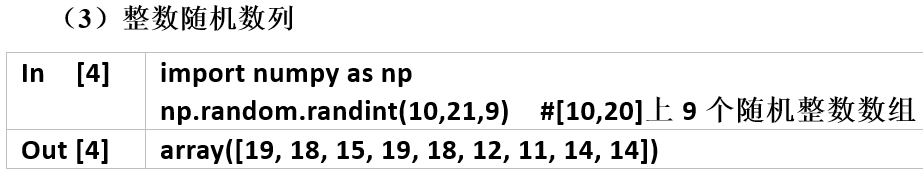 （3）整数随机数列
In [4] import numpy as np
np.random.randint(10,21,9) #[10,20]上 9 个随机整数数组
Out [4] array([19, 18, 15, 19, 18, 12, 11, 14, 14])